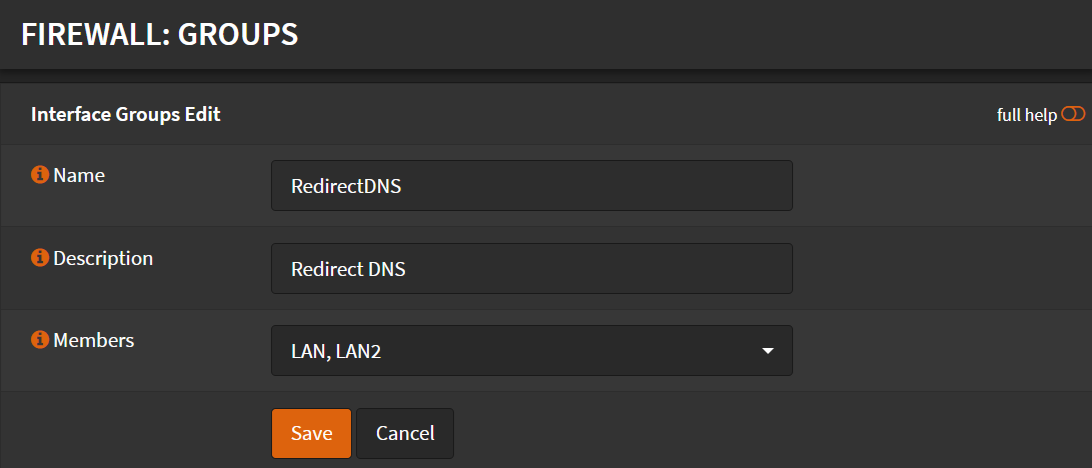 FIREWALL: GROUPS
Interface Groups Edit full help
Name RedirectDNS
Description Redirect DNS
Members LAN, LAN2
Save Cancel